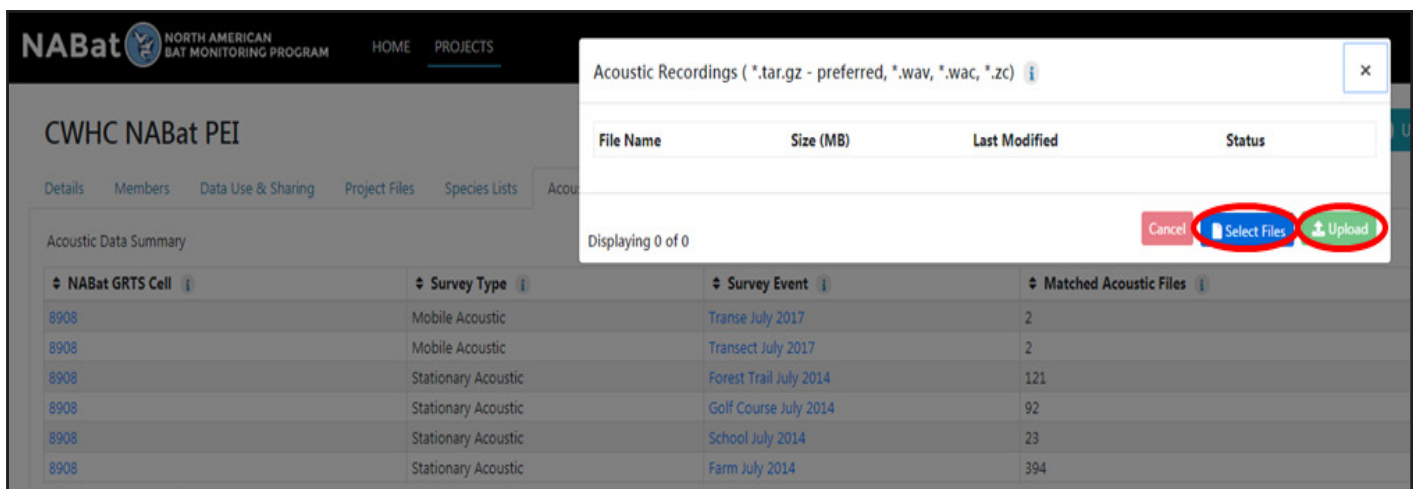 NABat NORTH AMERICAN BAT MONITORING PROGRAM HOME PROJECTS
Acoustic Recordings ( *.tar.gz - preferred, *.wav, *.wac, *.zc) i ×
File Name Size (MB) Last Modified Status
Displaying 0 of 0 Cancel Select Files Upload
CWHC NABat PEI
Details Members Data Use & Sharing Project Files Species Lists Acou
Acoustic Data Summary
NABat GRTS Cell i Survey Type i Survey Event i Matched Acoustic Files i
8908 Mobile Acoustic Transe July 2017 2
8908 Mobile Acoustic Transect July 2017 2
8908 Stationary Acoustic Forest Trail July 2014 121
8908 Stationary Acoustic Golf Course July 2014 92
8908 Stationary Acoustic School July 2014 23
8908 Stationary Acoustic Farm July 2014 394